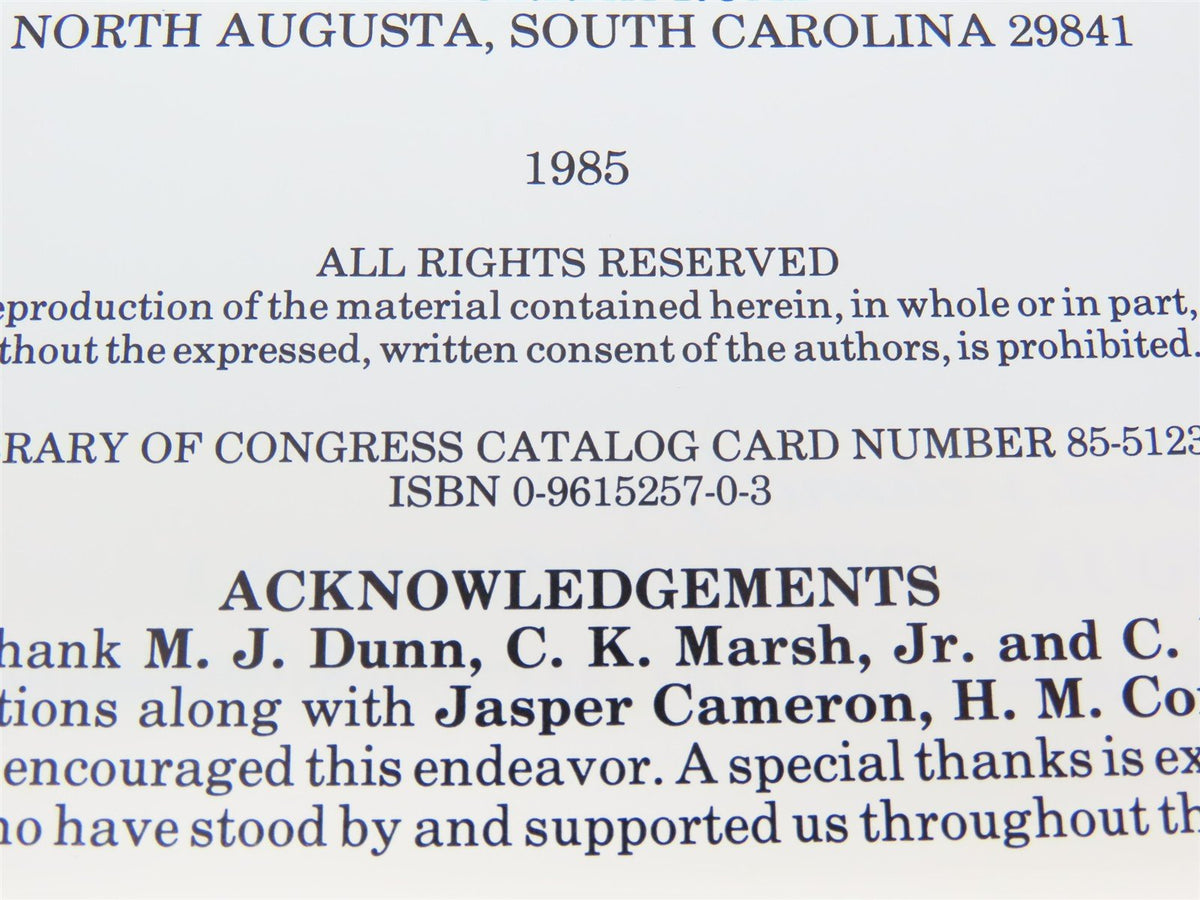 NORTH AUGUSTA, SOUTH CAROLINA 29841
1985
ALL RIGHTS RESERVED
eproduction of the material contained herein, in whole or in part,
thout the expressed, written consent of the authors, is prohibited.
RARY OF CONGRESS CATALOG CARD NUMBER 85-5123
ISBN 0-9615257-0-3
ACKNOWLEDGEMENTS
hank M. J. Dunn, C. K. Marsh, Jr. and C.
tions along with Jasper Cameron, H. M. Co
encouraged this endeavor. A special thanks is ex
ho have stood by and supported us throughout th